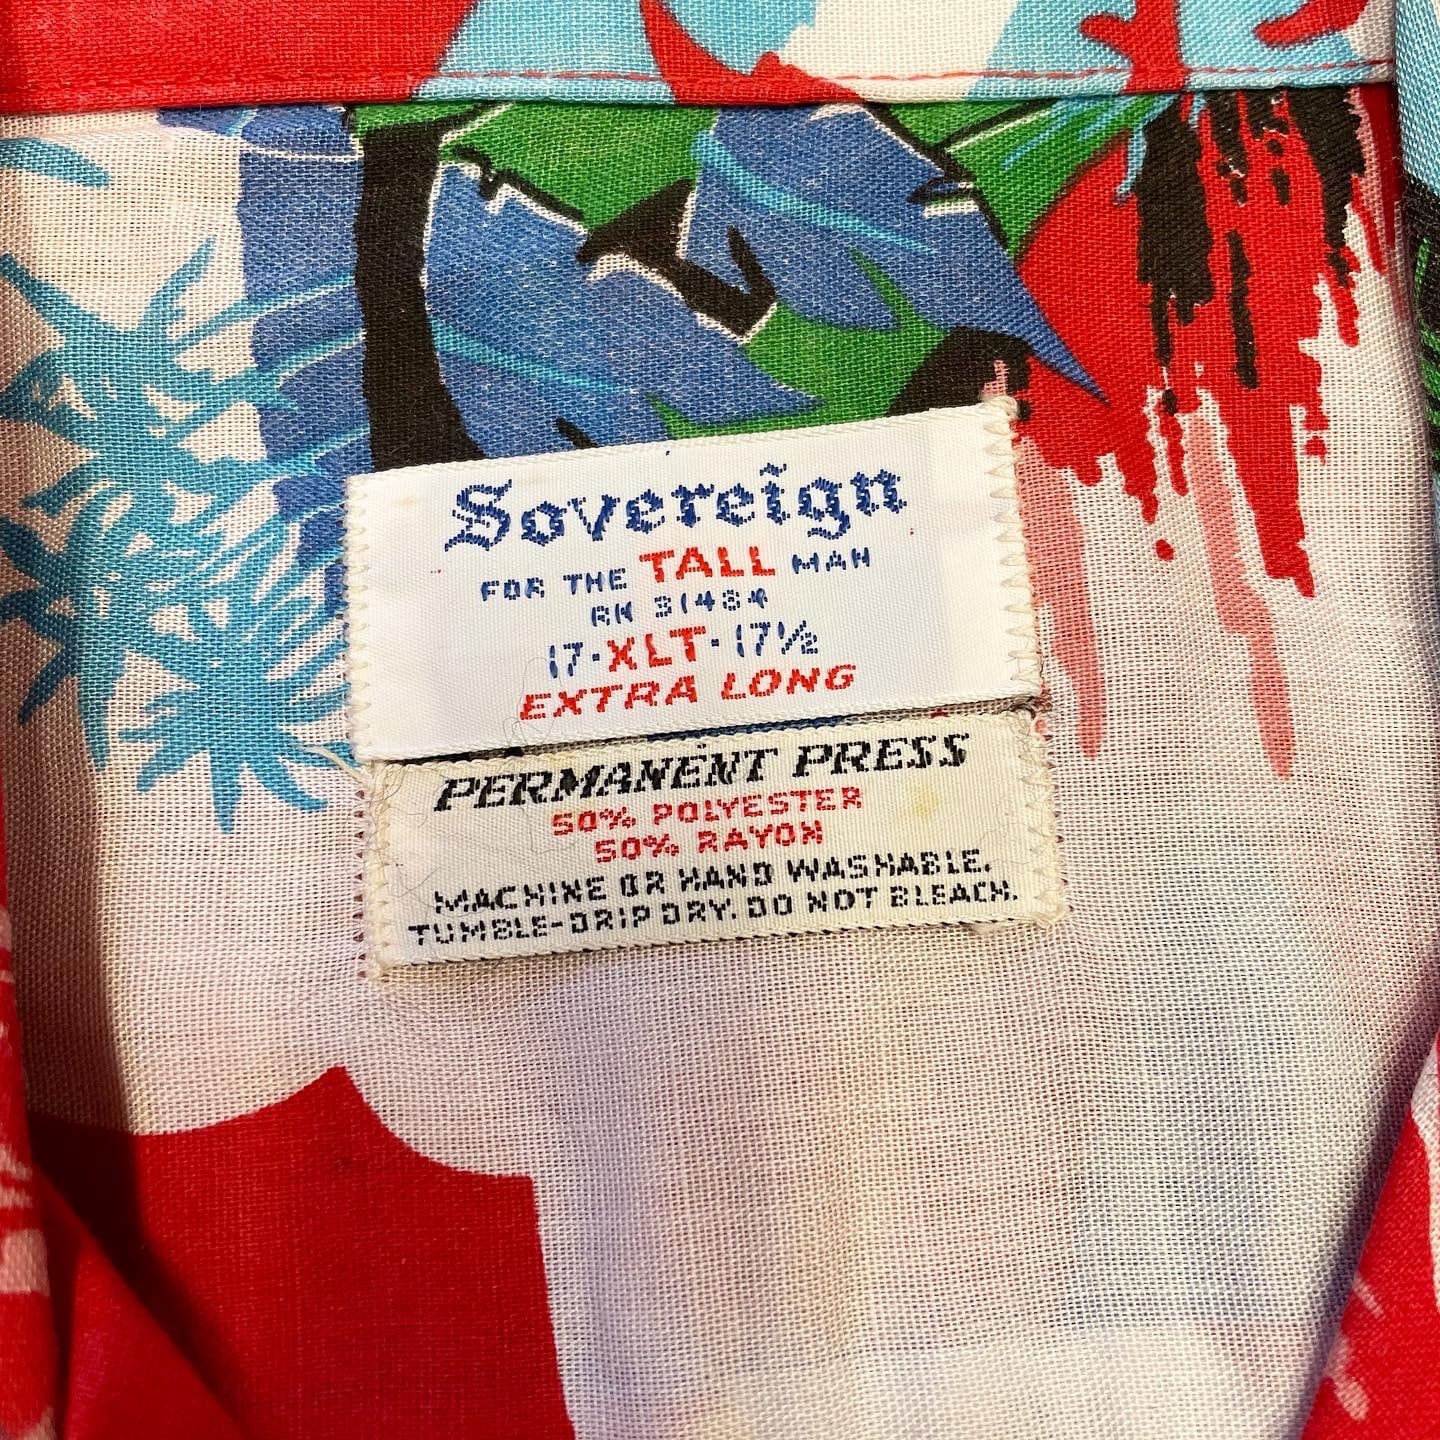 Sovereign
FOR THE TALL MAN
RN 31434
17-XLT-17½
EXTRA LONG
PERMANENT PRESS
50% POLYESTER
50% RAYON
MACHINE OR HAND WASHABLE.
TUMBLE-DRIP DRY. DO NOT BLEACH.